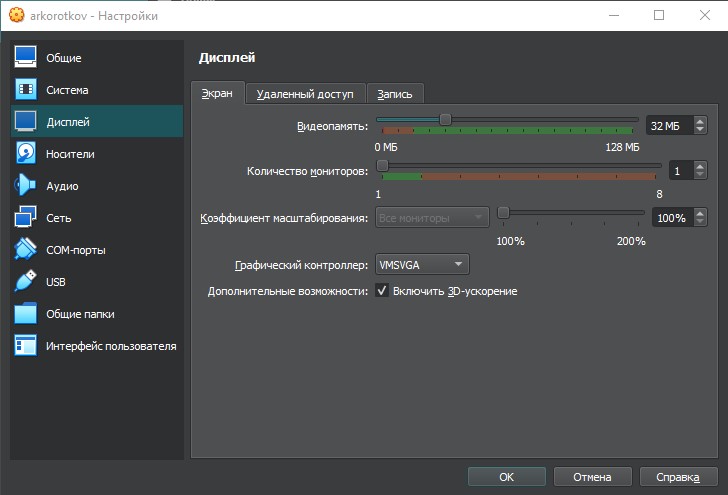 arkorotkov - Настройки
Общие
Система
Дисплей
Носители
Аудио
Сеть
COM-порты
USB
Общие папки
Интерфейс пользователя
Дисплей
Экран Удаленный доступ Запись
Видеопамять: 32 МБ
0 МБ 128 МБ
Количество мониторов: 1
1 8
Коэффициент масштабирования: Все мониторы 100%
100% 200%
Графический контроллер: VMSVGA
Дополнительные возможности: Включить 3D-ускорение
OK Отмена Справка